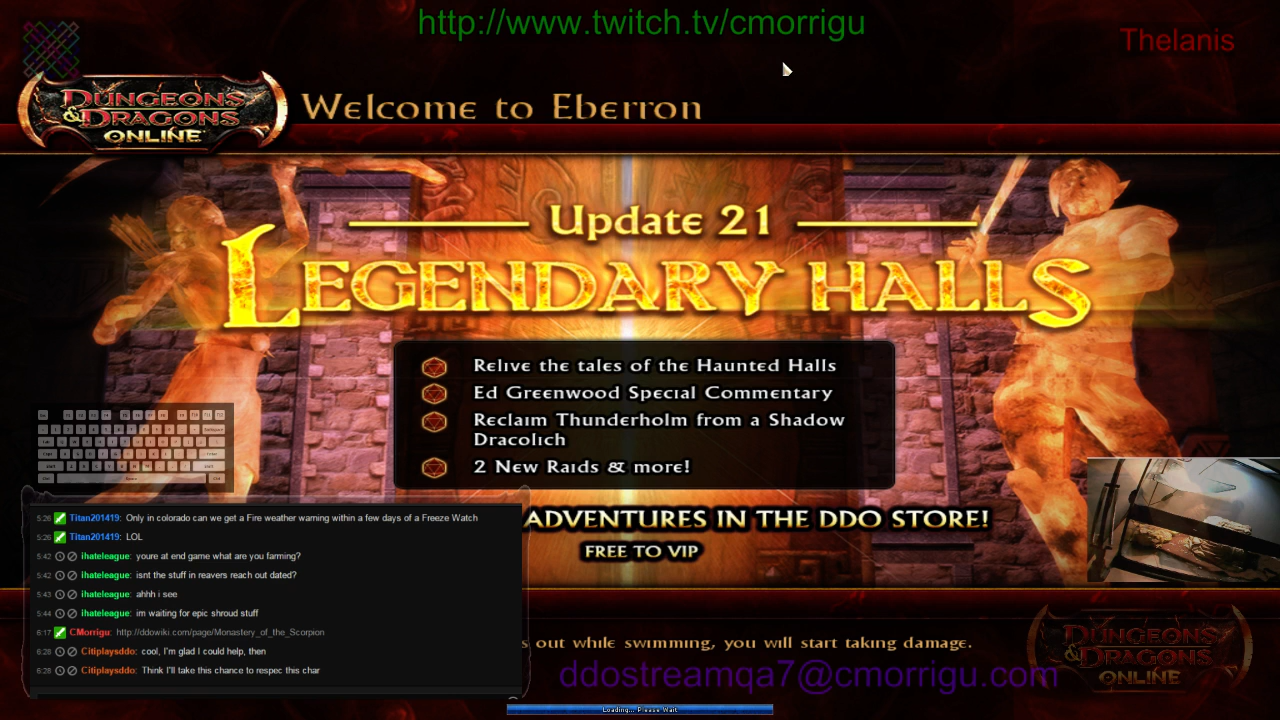 http://www.twitch.tv/cmorrigu
Thelanis
DUNGEONS
& DRAGONS
ONLINE
Welcome to Eberron
Update 21
LEGENDARY HALLS
Relive the tales of the Haunted Halls
Ed Greenwood Special Commentary
Reclaim Thunderholm from a Shadow
Dracolich
2 New Raids & more!
ADVENTURES IN THE DDO STORE!
FREE TO VIP
5:26 Titan201419: Only in colorado can we get a Fire weather warning within a few days of a Freeze Watch
5:26 Titan201419: LOL
5:42 ihateleague: youre at end game what are you farming?
5:42 ihateleague: isnt the stuff in reavers reach out dated?
5:43 ihateleague: ahhh i see
5:44 ihateleague: im waiting for epic shroud stuff
6:17 CMorrigu: http://ddowiki.com/page/Monastery_of_the_Scorpion
6:28 Citiplaysddo: cool, I'm glad I could help, then
6:28 Citiplaysddo: Think I'll take this chance to respec this char
s out while swimming, you will start taking damage.
ddostreamqa7@cmorrigu.com
DUNGEONS
& DRAGONS
ONLINE
Loading... Please Wait